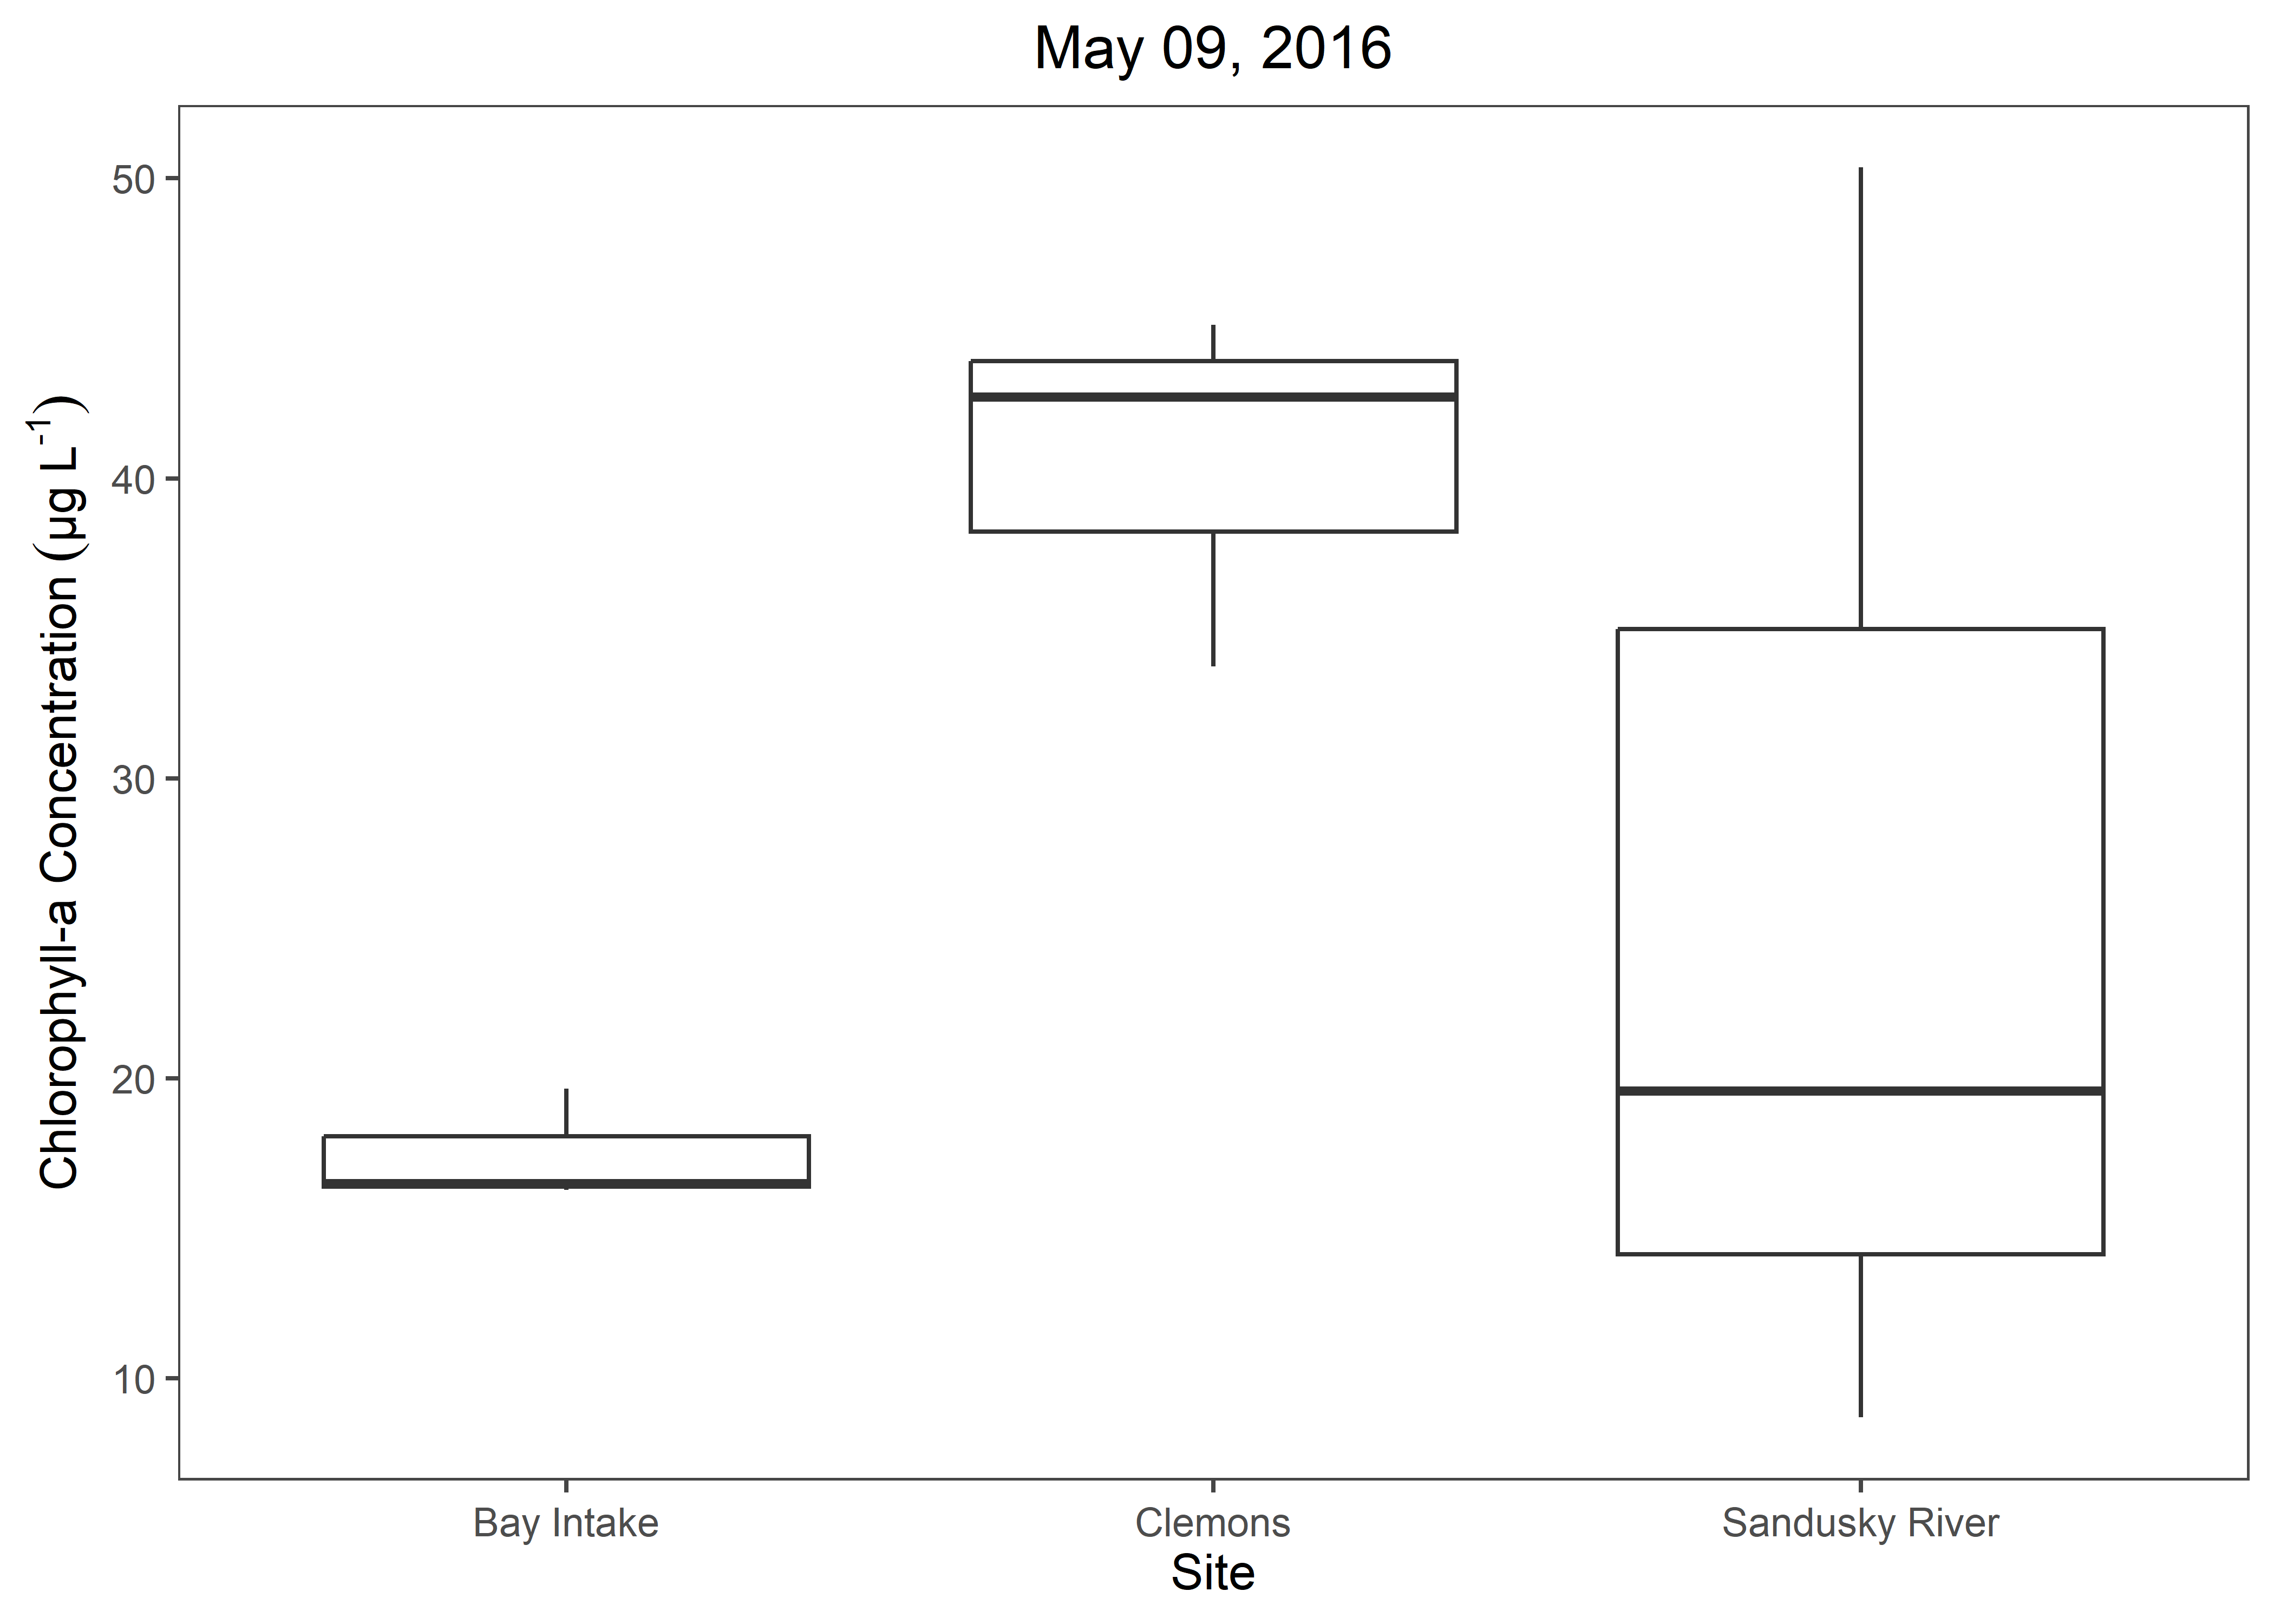 May 09, 2016
Chlorophyll-a Concentration (µg L⁻¹)
50
40
30
20
10
Bay Intake
Clemons
Sandusky River
Site